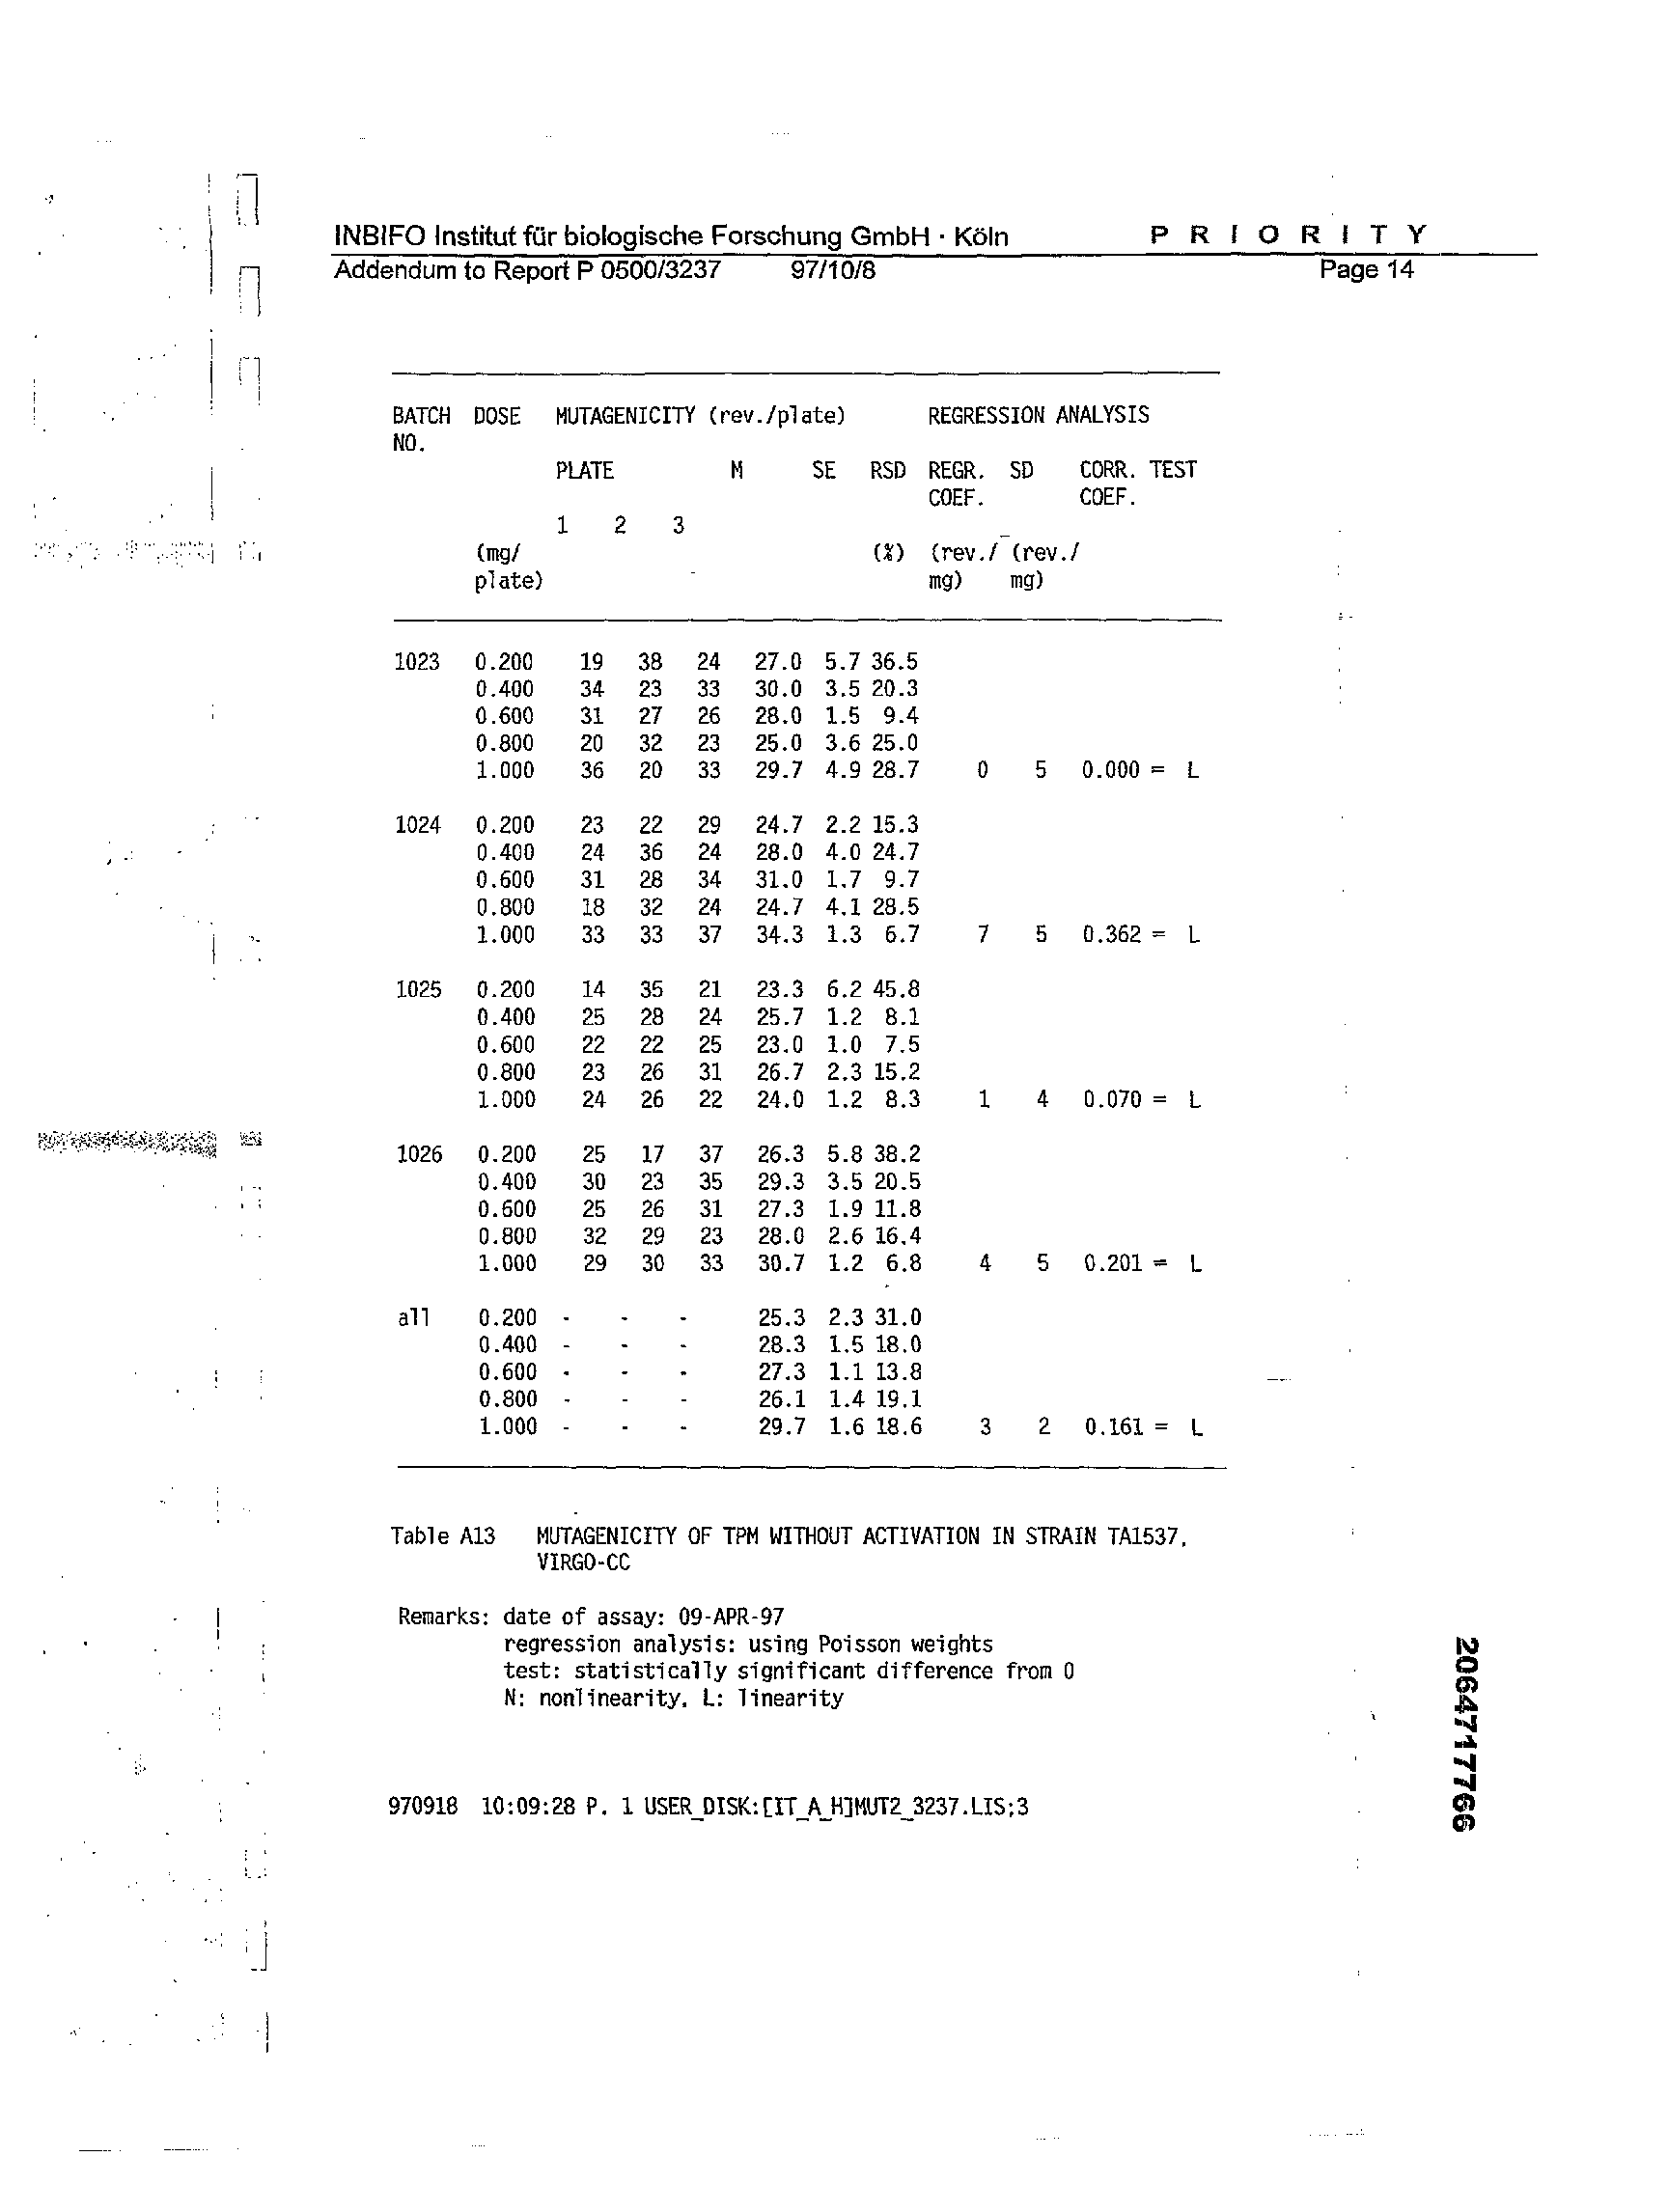 INBIFO Institut für biologische Forschung GmbH · Köln P R I O R I T Y
Addendum to Report P 0500/3237 97/10/8 Page 14
BATCH DOSE MUTAGENICITY (rev./plate) REGRESSION ANALYSIS
NO.
PLATE M SE RSD REGR. SD CORR. TEST
COEF. COEF.
1 2 3
(mg/ (%) (rev./ (rev./
plate) mg) mg)
1023 0.200 19 38 24 27.0 5.7 36.5
0.400 34 23 33 30.0 3.5 20.3
0.600 31 27 26 28.0 1.5 9.4
0.800 20 32 23 25.0 3.6 25.0
1.000 36 20 33 29.7 4.9 28.7 0 5 0.000 = L
1024 0.200 23 22 29 24.7 2.2 15.3
0.400 24 36 24 28.0 4.0 24.7
0.600 31 28 34 31.0 1.7 9.7
0.800 18 32 24 24.7 4.1 28.5
1.000 33 33 37 34.3 1.3 6.7 7 5 0.362 = L
1025 0.200 14 35 21 23.3 6.2 45.8
0.400 25 28 24 25.7 1.2 8.1
0.600 22 22 25 23.0 1.0 7.5
0.800 23 26 31 26.7 2.3 15.2
1.000 24 26 22 24.0 1.2 8.3 1 4 0.070 = L
1026 0.200 25 17 37 26.3 5.8 38.2
0.400 30 23 35 29.3 3.5 20.5
0.600 25 26 31 27.3 1.9 11.8
0.800 32 29 23 28.0 2.6 16.4
1.000 29 30 33 30.7 1.2 6.8 4 5 0.201 = L
all 0.200 - - - 25.3 2.3 31.0
0.400 - - - 28.3 1.5 18.0
0.600 - - - 27.3 1.1 13.8
0.800 - - - 26.1 1.4 19.1
1.000 - - - 29.7 1.6 18.6 3 2 0.161 = L
Table A13 MUTAGENICITY OF TPM WITHOUT ACTIVATION IN STRAIN TA1537,
VIRGO-CC
Remarks: date of assay: 09-APR-97
regression analysis: using Poisson weights
test: statistically significant difference from 0
N: nonlinearity, L: linearity
970918 10:09:28 P. 1 USER_DISK:[IT_A_H]MUT2_3237.LIS;3
2064717766